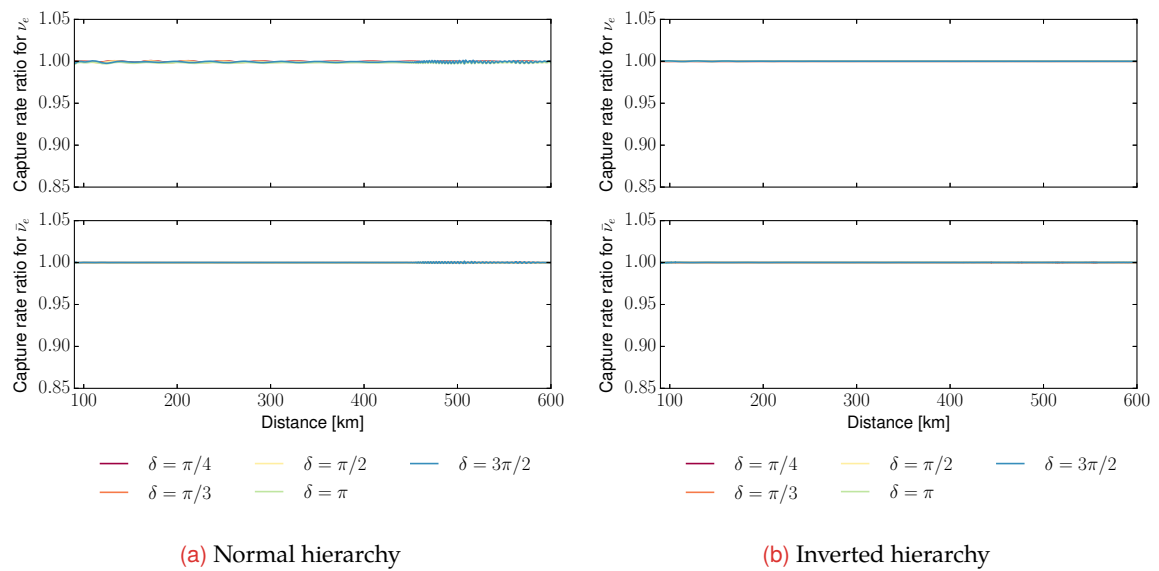 1.05
1.00
0.95
0.90
0.85
Capture rate ratio for νₑ
1.05
1.00
0.95
0.90
0.85
Capture rate ratio for ν̄ₑ
100 200 300 400 500 600
Distance [km]
δ = π/4 δ = π/2 δ = 3π/2
δ = π/3 δ = π
(a) Normal hierarchy
1.05
1.00
0.95
0.90
0.85
Capture rate ratio for νₑ
1.05
1.00
0.95
0.90
0.85
Capture rate ratio for ν̄ₑ
100 200 300 400 500 600
Distance [km]
δ = π/4 δ = π/2 δ = 3π/2
δ = π/3 δ = π
(b) Inverted hierarchy